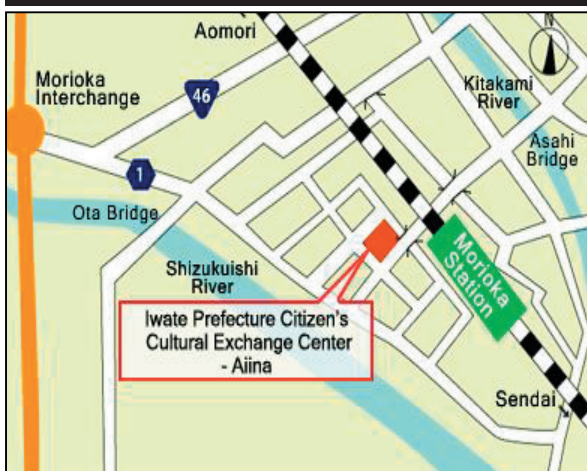 N
Aomori
Morioka
Interchange
46
Kitakami
River
Asahi
Bridge
1
Ota Bridge
Shizukuishi
River
Morioka
Station
Iwate Prefecture Citizen's
Cultural Exchange Center
- Aiina
Sendai